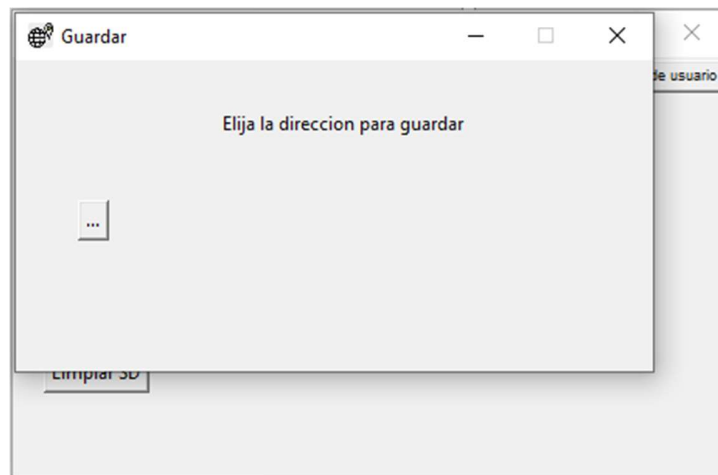 Guardar
de usuario
Elija la direccion para guardar
...
Limpiar 3D